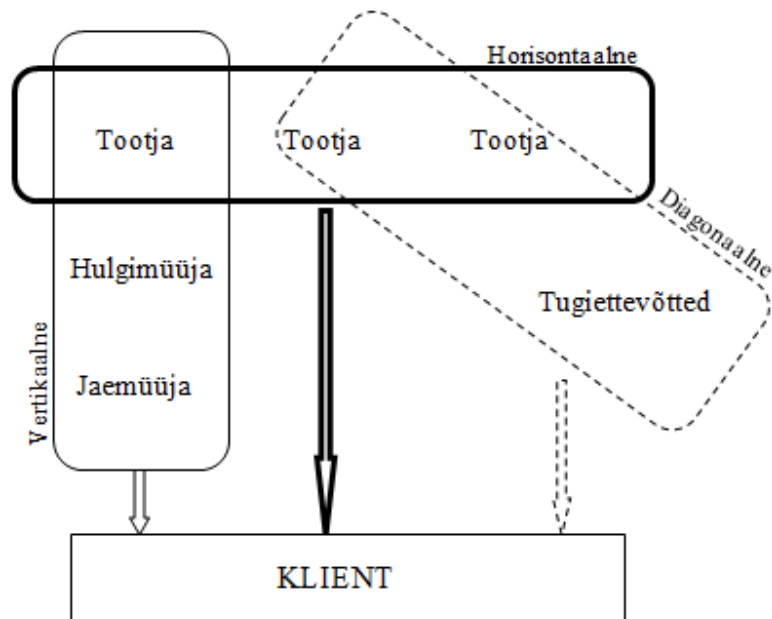 Horisontaalne
Tootja
Tootja
Tootja
Diagonaalne
Hulgimüüja
Tugiettevõtted
Vertikaalne
Jaemüüja
KLIENT